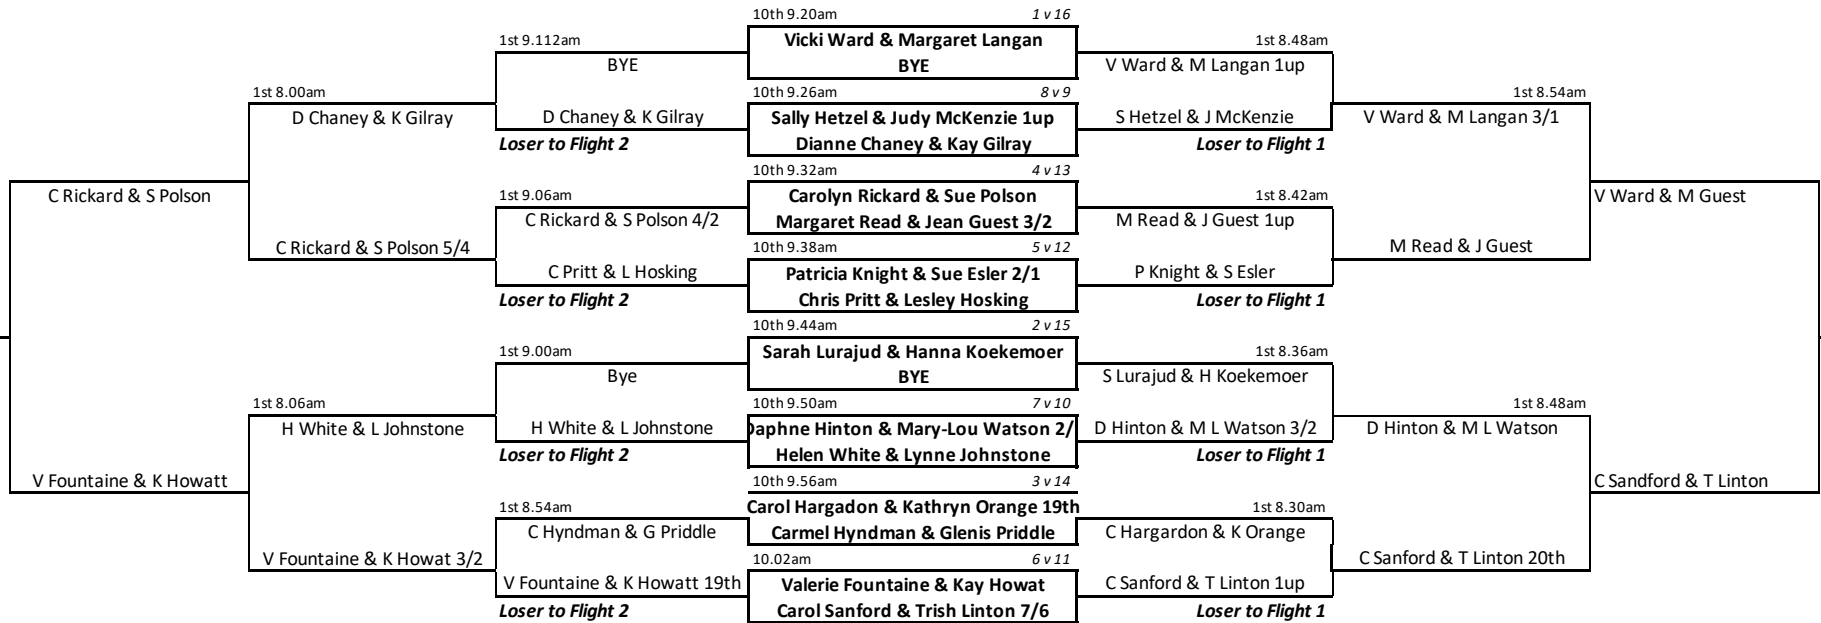 10th 9.20am 1 v 16
1st 9.112am Vicki Ward & Margaret Langan 1st 8.48am
BYE BYE V Ward & M Langan 1up
1st 8.00am 10th 9.26am 8 v 9 1st 8.54am
D Chaney & K Gilray D Chaney & K Gilray Sally Hetzel & Judy McKenzie 1up S Hetzel & J McKenzie V Ward & M Langan 3/1
Loser to Flight 2 Dianne Chaney & Kay Gilray Loser to Flight 1
10th 9.32am 4 v 13
C Rickard & S Polson 1st 9.06am Carolyn Rickard & Sue Polson 1st 8.42am V Ward & M Guest
C Rickard & S Polson 4/2 Margaret Read & Jean Guest 3/2 M Read & J Guest 1up
C Rickard & S Polson 5/4 10th 9.38am 5 v 12 M Read & J Guest
C Pritt & L Hosking Patricia Knight & Sue Esler 2/1 P Knight & S Esler
Loser to Flight 2 Chris Pritt & Lesley Hosking Loser to Flight 1
10th 9.44am 2 v 15
1st 9.00am Sarah Lurajud & Hanna Koekemoer 1st 8.36am
Bye BYE S Lurajud & H Koekemoer
1st 8.06am 10th 9.50am 7 v 10 1st 8.48am
H White & L Johnstone H White & L Johnstone Daphne Hinton & Mary-Lou Watson 2/ D Hinton & M L Watson 3/2 D Hinton & M L Watson
Loser to Flight 2 Helen White & Lynne Johnstone Loser to Flight 1
V Fountaine & K Howatt 10th 9.56am 3 v 14 C Sandford & T Linton
1st 8.54am Carol Hargadon & Kathryn Orange 19th 1st 8.30am
C Hyndman & G Priddle Carmel Hyndman & Glenis Priddle C Hargardon & K Orange
V Fountaine & K Howat 3/2 10.02am 6 v 11 C Sanford & T Linton 20th
V Fountaine & K Howatt 19th Valerie Fountaine & Kay Howat C Sanford & T Linton 1up
Loser to Flight 2 Carol Sanford & Trish Linton 7/6 Loser to Flight 1